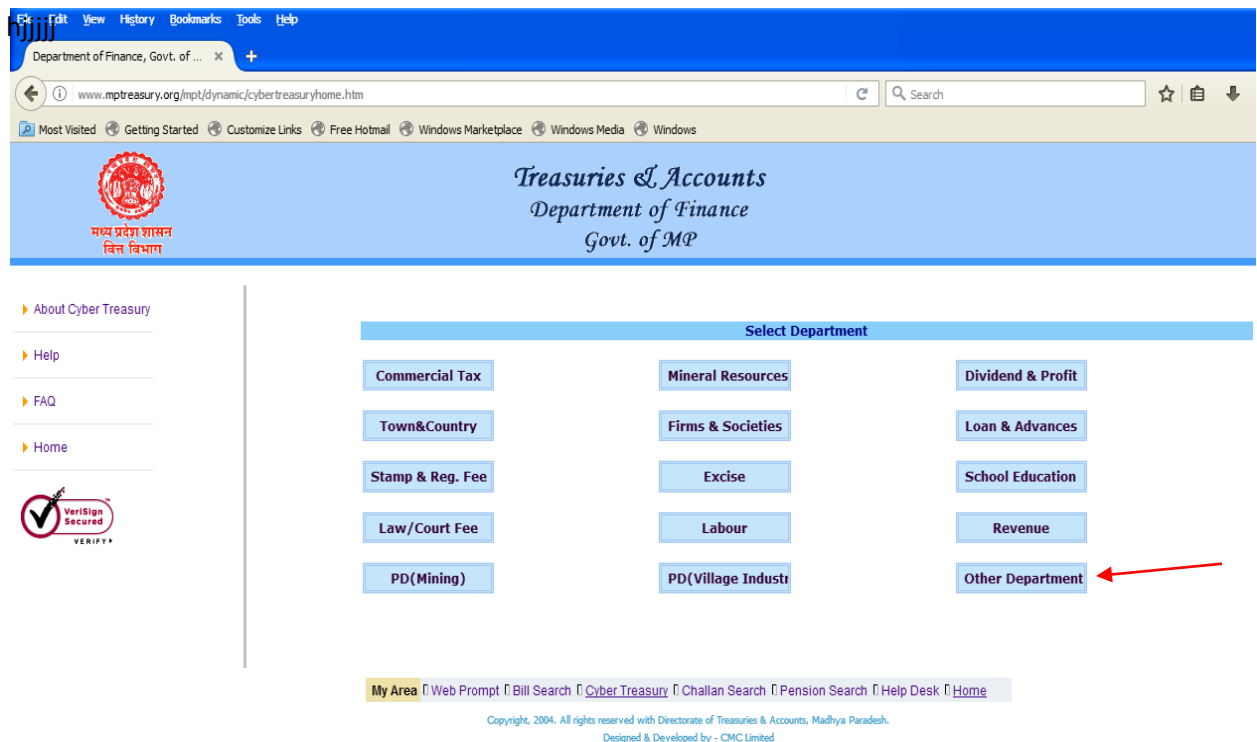 File Edit View History Bookmarks Tools Help
hjjjjj
Department of Finance, Govt. of ... × +
www.mptreasury.org/mpt/dynamic/cybertreasuryhome.htm Search
Most Visited Getting Started Customize Links Free Hotmail Windows Marketplace Windows Media Windows
मध्य प्रदेश शासन
वित्त विभाग
Treasuries & Accounts
Department of Finance
Govt. of MP
About Cyber Treasury
Help
FAQ
Home
VeriSign
Secured
VERIFY
Select Department
Commercial Tax Mineral Resources Dividend & Profit
Town&Country Firms & Societies Loan & Advances
Stamp & Reg. Fee Excise School Education
Law/Court Fee Labour Revenue
PD(Mining) PD(Village Industr Other Department
My Area Web Prompt Bill Search Cyber Treasury Challan Search Pension Search Help Desk Home
Copyright, 2004. All rights reserved with Directorate of Treasuries & Accounts, Madhya Paradesh.
Designed & Developed by - CMC Limited